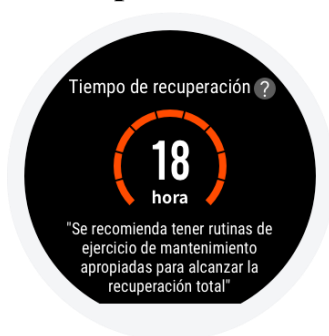 Tiempo de recuperación ?
18
hora
"Se recomienda tener rutinas de
ejercicio de mantenimiento
apropiadas para alcanzar la
recuperación total"